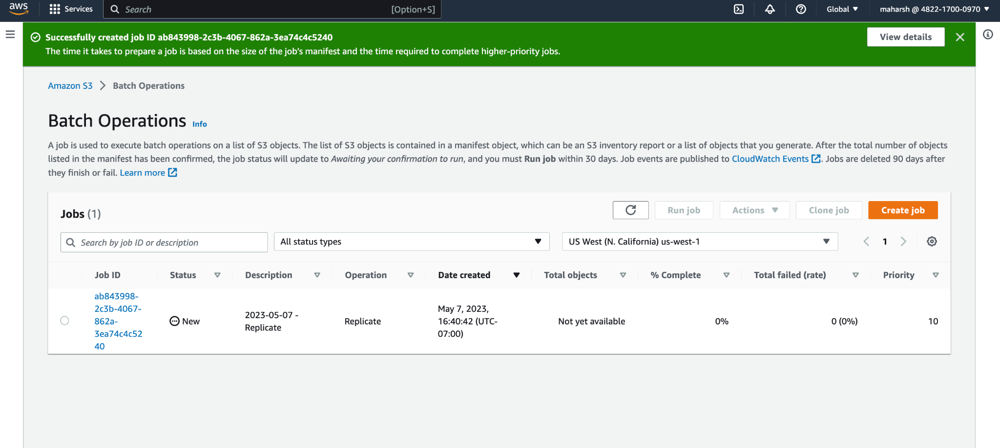 aws
Services
Search
[Option+S]
Global
maharsh @ 4822-1700-0970
Successfully created job ID ab843998-2c3b-4067-862a-3ea74c4c5240
The time it takes to prepare a job is based on the size of the job’s manifest and the time required to complete higher-priority jobs.
View details
Amazon S3
Batch Operations
Batch Operations Info
A job is used to execute batch operations on a list of S3 objects. The list of S3 objects is contained in a manifest object, which can be an S3 inventory report or a list of objects that you generate. After the total number of objects
listed in the manifest has been confirmed, the job status will update to Awaiting your confirmation to run, and you must Run job within 30 days. Job events are published to CloudWatch Events. Jobs are deleted 90 days after
they finish or fail. Learn more
Jobs (1)
Run job
Actions
Clone job
Create job
Search by job ID or description
All status types
US West (N. California) us-west-1
1
Job ID
Status
Description
Operation
Date created
Total objects
% Complete
Total failed (rate)
Priority
ab843998-
2c3b-4067-
862a-
3ea74c4c52
40
New
2023-05-07 -
Replicate
Replicate
May 7, 2023,
16:40:42 (UTC-
07:00)
Not yet available
0%
0 (0%)
10